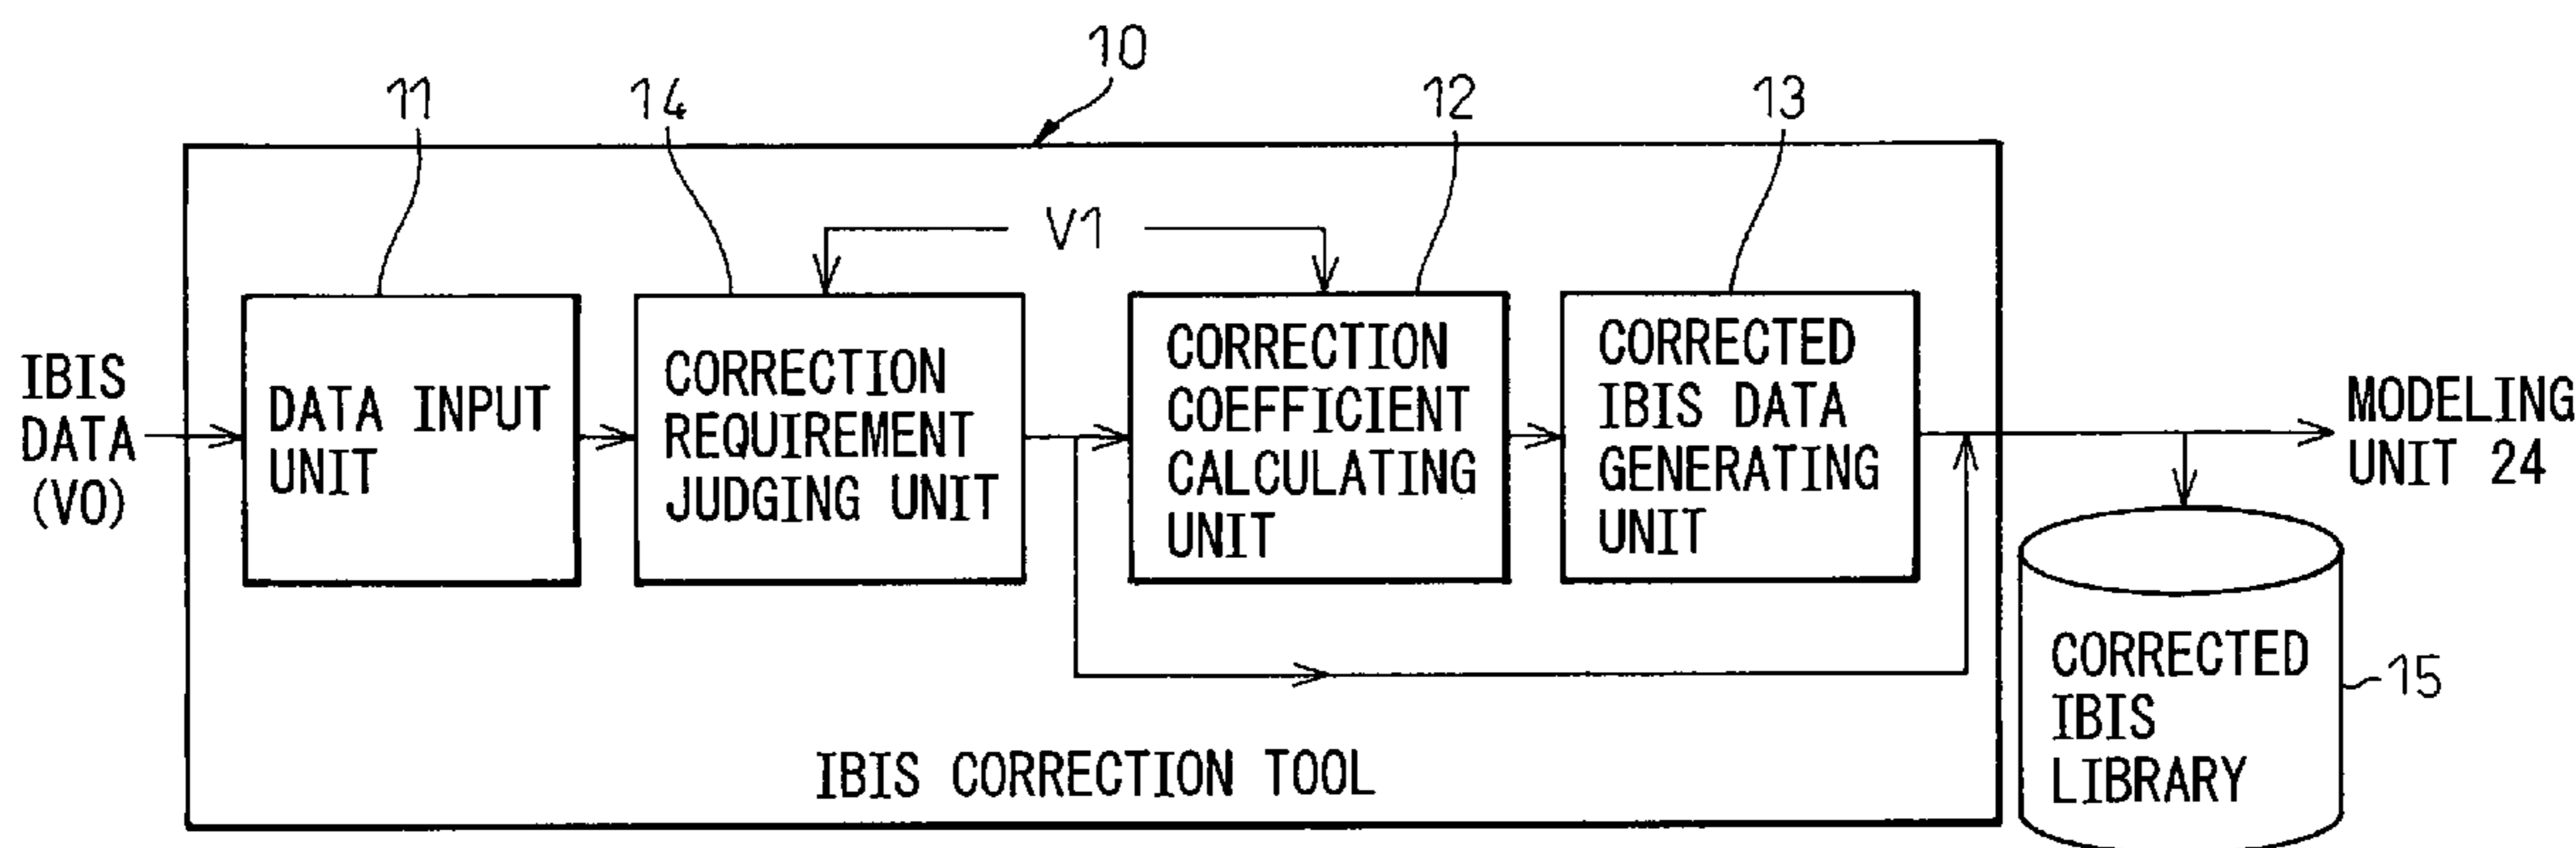 10
11
14
12
13
V1
IBIS
DATA
(V0)
DATA INPUT
UNIT
CORRECTION
REQUIREMENT
JUDGING UNIT
CORRECTION
COEFFICIENT
CALCULATING
UNIT
CORRECTED
IBIS DATA
GENERATING
UNIT
MODELING
UNIT 24
CORRECTED
IBIS
LIBRARY
15
IBIS CORRECTION TOOL